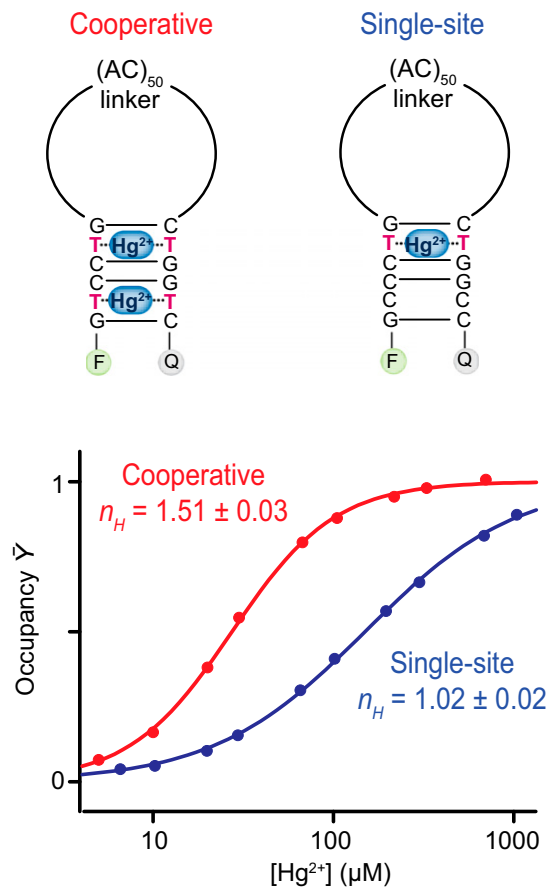 Cooperative
Single-site
(AC)50
linker
(AC)50
linker
G C
T Hg2+ T
C G
C G
T Hg2+ T
G C
F Q
G C
T Hg2+ T
C G
C G
C C
G C
F Q
1
0
Occupancy Ȳ
Cooperative
nH = 1.51 ± 0.03
Single-site
nH = 1.02 ± 0.02
10
100
1000
[Hg2+] (µM)